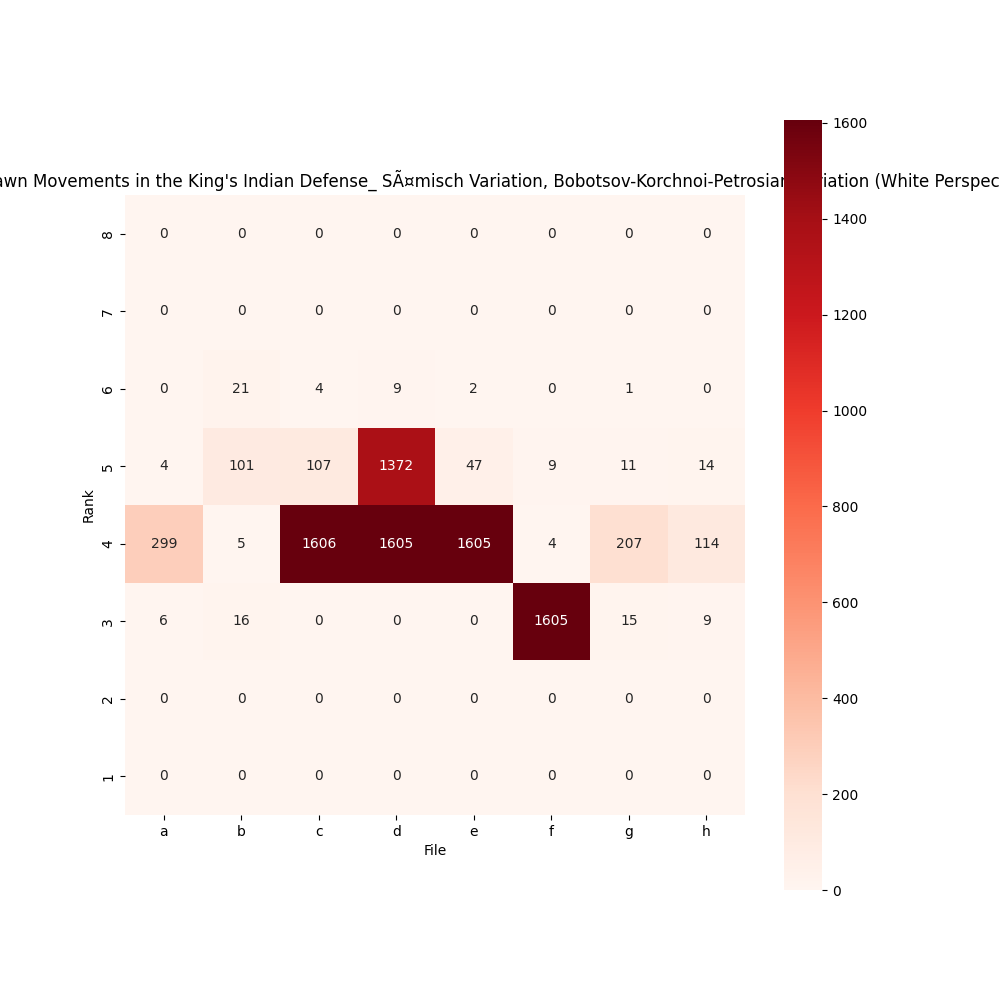 awn Movements in the King's Indian Defense_ SÃ¤misch Variation, Bobotsov-Korchnoi-Petrosian Variation (White Perspec
1600
1400
1200
1000
800
600
400
200
0
Rank
8 0 0 0 0 0 0 0 0
7 0 0 0 0 0 0 0 0
6 0 21 4 9 2 0 1 0
5 4 101 107 1372 47 9 11 14
4 299 5 1606 1605 1605 4 207 114
3 6 16 0 0 0 1605 15 9
2 0 0 0 0 0 0 0 0
1 0 0 0 0 0 0 0 0
a b c d e f g h
File